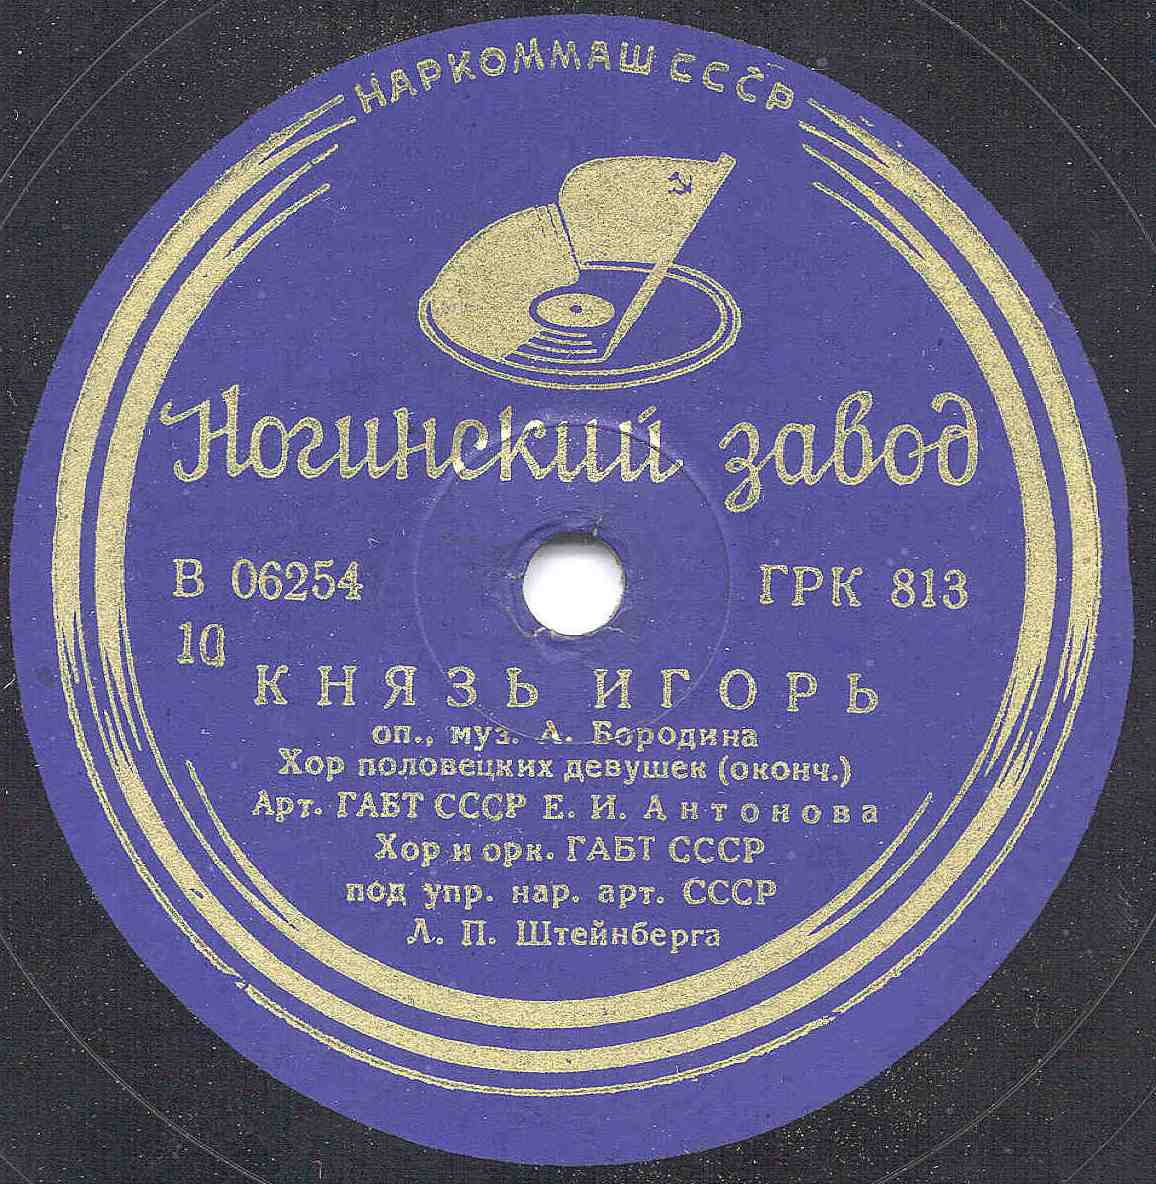 НАРКОММАШ СССР
Ногинский завод
В 06254
ГРК 813
10
КНЯЗЬ ИГОРЬ
оп., муз. А. Бородина
Хор половецких девушек (оконч.)
Арт. ГАБТ СССР Е. И. Антонова
Хор и орк. ГАБТ СССР
под упр. нар. арт. СССР
Л. П. Штейнберга